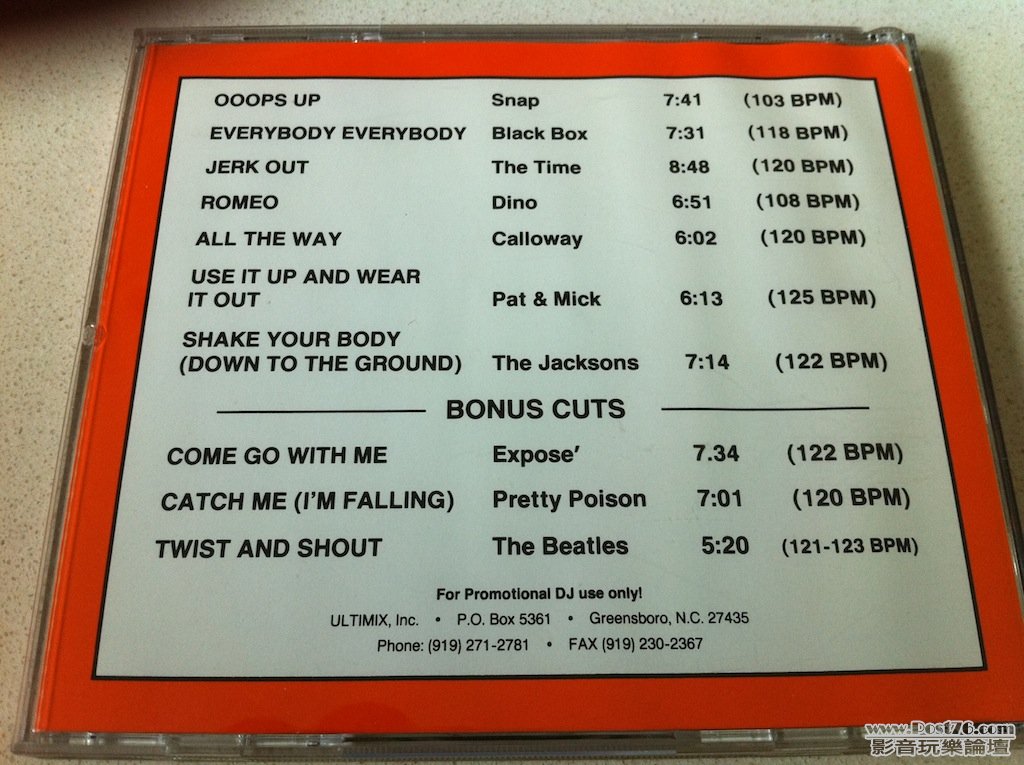 OOOPS UP Snap 7:41 (103 BPM)
EVERYBODY EVERYBODY Black Box 7:31 (118 BPM)
JERK OUT The Time 8:48 (120 BPM)
ROMEO Dino 6:51 (108 BPM)
ALL THE WAY Calloway 6:02 (120 BPM)
USE IT UP AND WEAR
IT OUT Pat & Mick 6:13 (125 BPM)
SHAKE YOUR BODY
(DOWN TO THE GROUND) The Jacksons 7:14 (122 BPM)
BONUS CUTS
COME GO WITH ME Expose′ 7.34 (122 BPM)
CATCH ME (I'M FALLING) Pretty Poison 7:01 (120 BPM)
TWIST AND SHOUT The Beatles 5:20 (121-123 BPM)
For Promotional DJ use only!
ULTIMIX, Inc. • P.O. Box 5361 • Greensboro, N.C. 27435
Phone: (919) 271-2781 • FAX (919) 230-2367
www.Post76.com
影音玩樂論壇